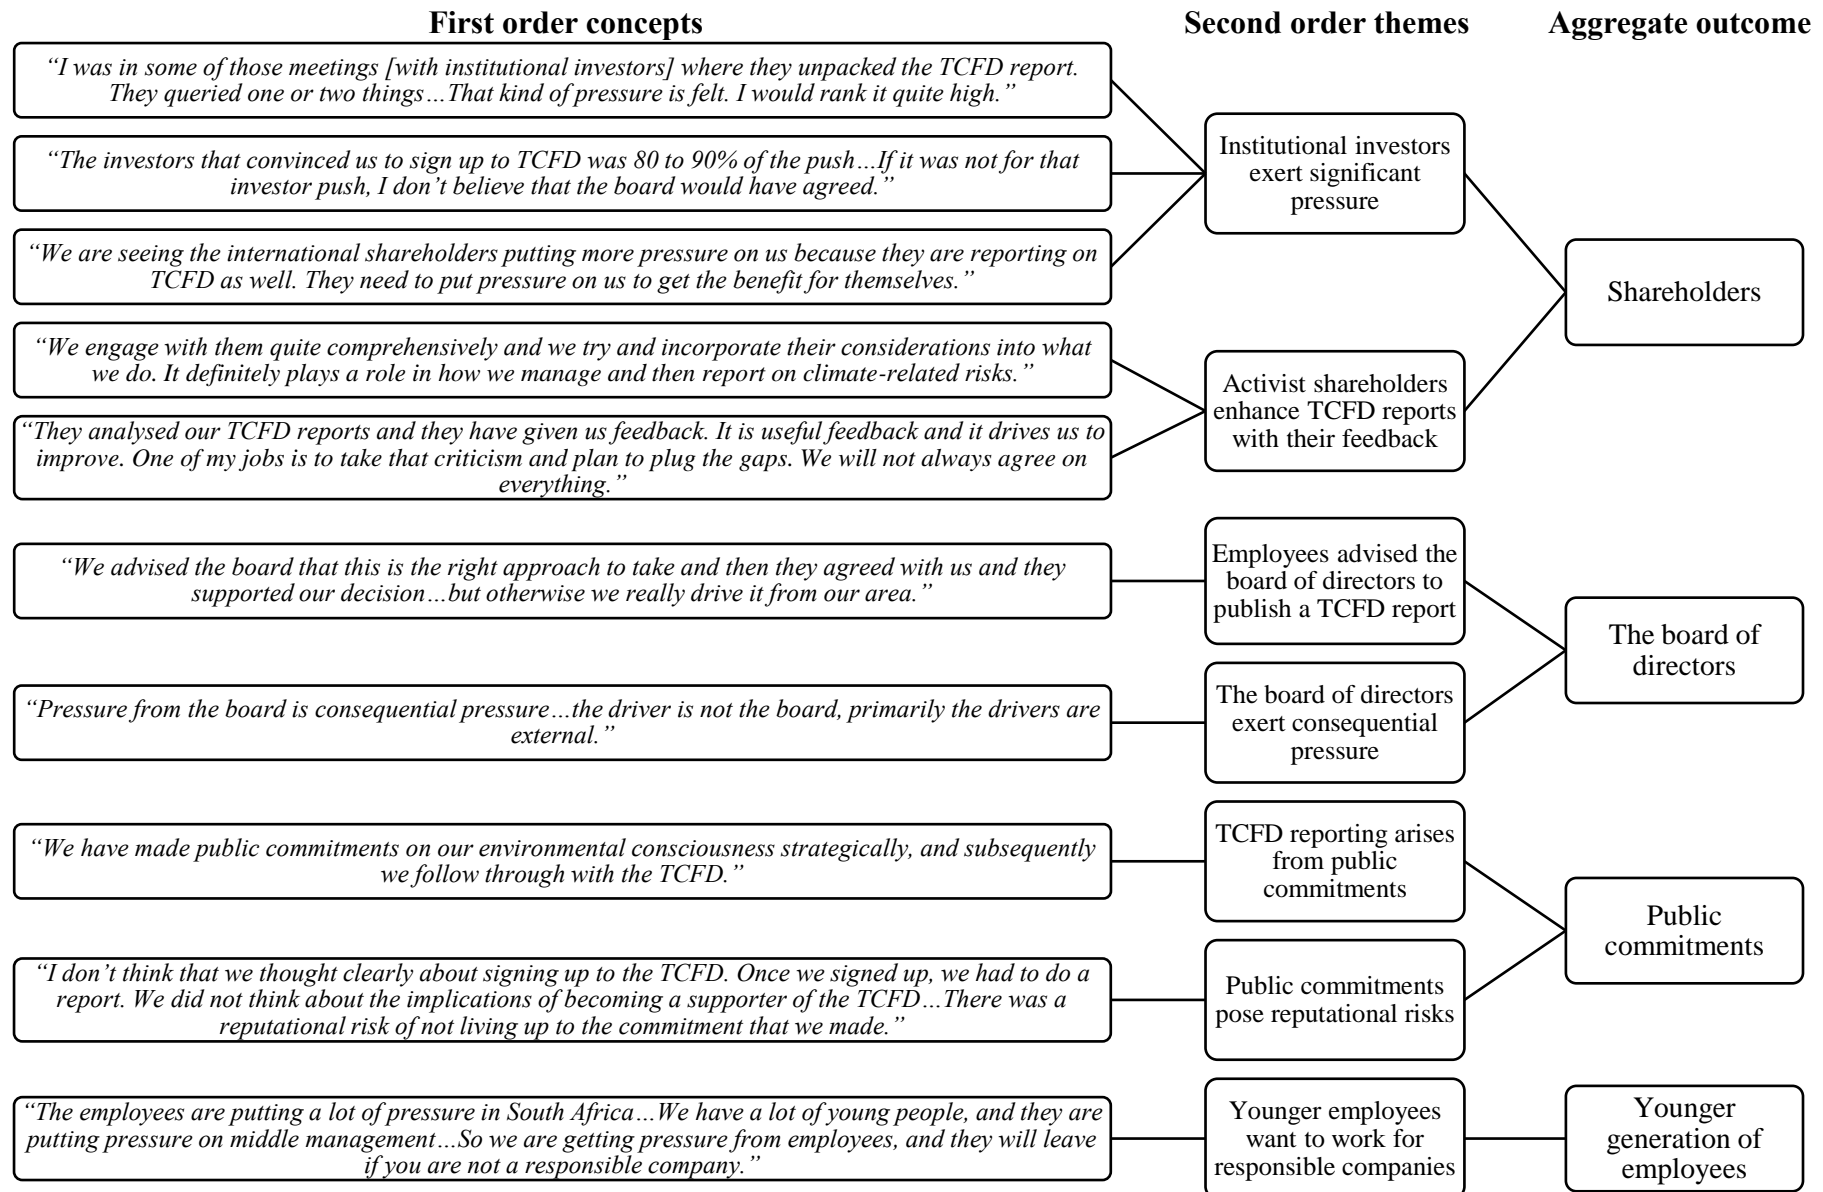 First order concepts
Second order themes
Aggregate outcome
“I was in some of those meetings [with institutional investors] where they unpacked the TCFD report.
They queried one or two things…That kind of pressure is felt. I would rank it quite high.”
“The investors that convinced us to sign up to TCFD was 80 to 90% of the push…If it was not for that
investor push, I don’t believe that the board would have agreed.”
“We are seeing the international shareholders putting more pressure on us because they are reporting on
TCFD as well. They need to put pressure on us to get the benefit for themselves.”
Institutional investors
exert significant
pressure
“We engage with them quite comprehensively and we try and incorporate their considerations into what
we do. It definitely plays a role in how we manage and then report on climate-related risks.”
“They analysed our TCFD reports and they have given us feedback. It is useful feedback and it drives us to
improve. One of my jobs is to take that criticism and plan to plug the gaps. We will not always agree on
everything.”
Activist shareholders
enhance TCFD reports
with their feedback
Shareholders
“We advised the board that this is the right approach to take and then they agreed with us and they
supported our decision…but otherwise we really drive it from our area.”
Employees advised the
board of directors to
publish a TCFD report
“Pressure from the board is consequential pressure…the driver is not the board, primarily the drivers are
external.”
The board of directors
exert consequential
pressure
The board of
directors
“We have made public commitments on our environmental consciousness strategically, and subsequently
we follow through with the TCFD.”
TCFD reporting arises
from public
commitments
“I don’t think that we thought clearly about signing up to the TCFD. Once we signed up, we had to do a
report. We did not think about the implications of becoming a supporter of the TCFD…There was a
reputational risk of not living up to the commitment that we made.”
Public commitments
pose reputational risks
Public
commitments
“The employees are putting a lot of pressure in South Africa…We have a lot of young people, and they are
putting pressure on middle management…So we are getting pressure from employees, and they will leave
if you are not a responsible company.”
Younger employees
want to work for
responsible companies
Younger
generation of
employees